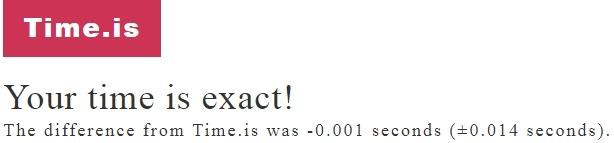 Time.is
Your time is exact!
The difference from Time.is was -0.001 seconds (±0.014 seconds).